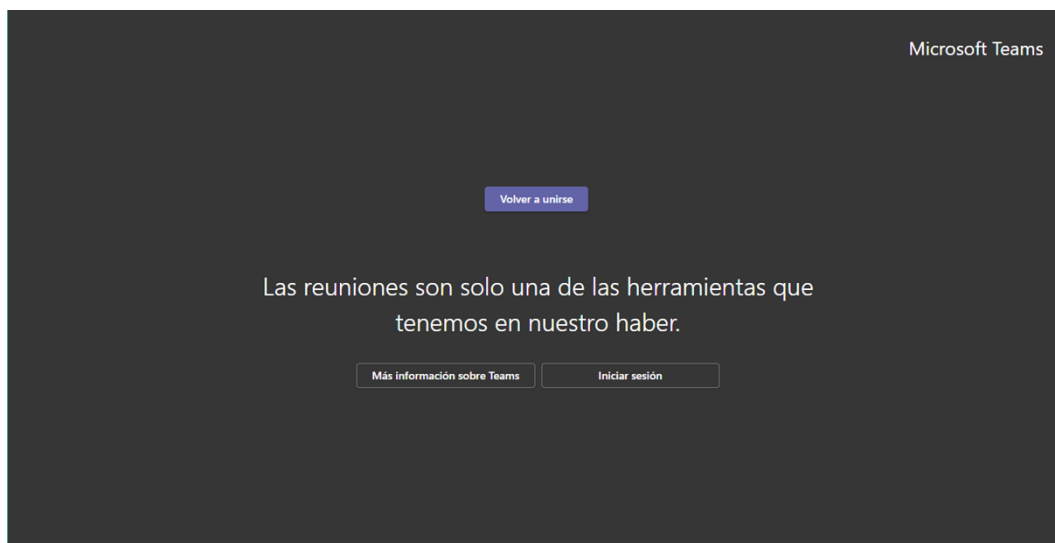 Microsoft Teams
Volver a unirse
Las reuniones son solo una de las herramientas que
tenemos en nuestro haber.
Más información sobre Teams
Iniciar sesión